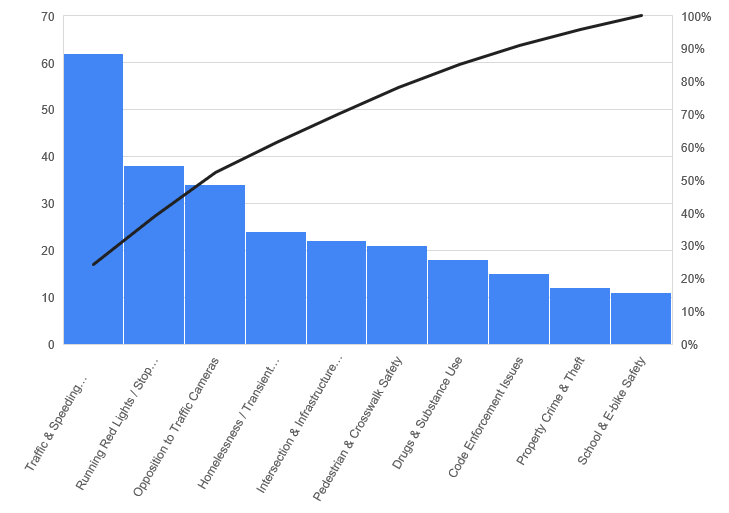 70
60
50
40
30
20
10
0
100%
90%
80%
70%
60%
50%
40%
30%
20%
10%
0%
Traffic & Speeding...
Running Red Lights / Stop...
Opposition to Traffic Cameras
Homelessness / Transient...
Intersection & Infrastructure...
Pedestrian & Crosswalk Safety
Drugs & Substance Use
Code Enforcement Issues
Property Crime & Theft
School & E-bike Safety